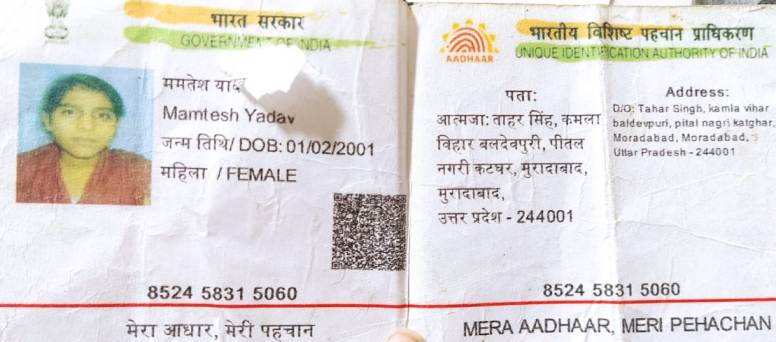 भारत सरकार
GOVERNMENT OF INDIA
ममतेश यादव
Mamtesh Yadav
जन्म तिथि/ DOB: 01/02/2001
महिला / FEMALE
8524 5831 5060
मेरा आधार, मेरी पहचान
भारतीय विशिष्ट पहचान प्राधिकरण
UNIQUE IDENTIFICATION AUTHORITY OF INDIA
AADHAAR
पता:
आत्मजा: ताहर सिंह, कमला
विहार बलदेवपुरी, पीतल
नगरी कटघर, मुरादाबाद,
मुरादाबाद,
उत्तर प्रदेश - 244001
Address:
D/O: Tahar Singh, kamla vihar
baldevpuri, pital nagri katghar,
Moradabad, Moradabad,
Uttar Pradesh - 244001
8524 5831 5060
MERA AADHAAR, MERI PEHACHAN